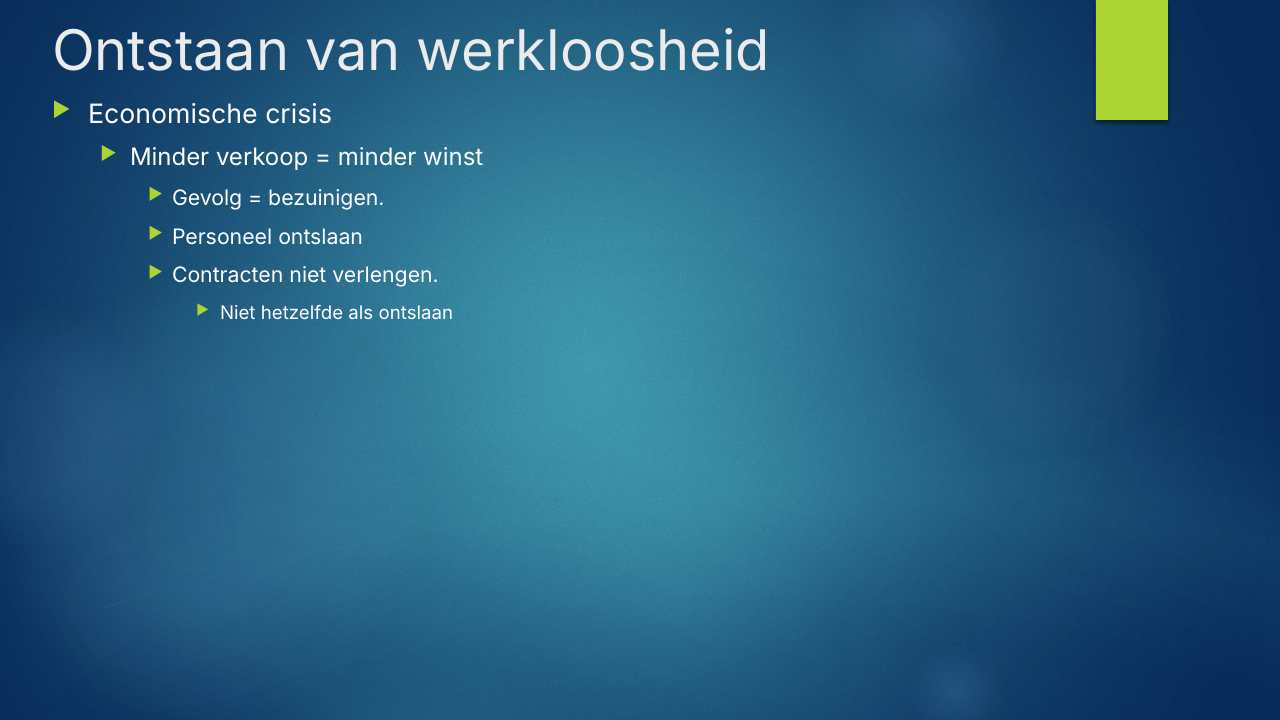 Ontstaan van werkloosheid
Economische crisis
Minder verkoop = minder winst
Gevolg = bezuinigen.
Personeel ontslaan
Contracten niet verlengen.
Niet hetzelfde als ontslaan